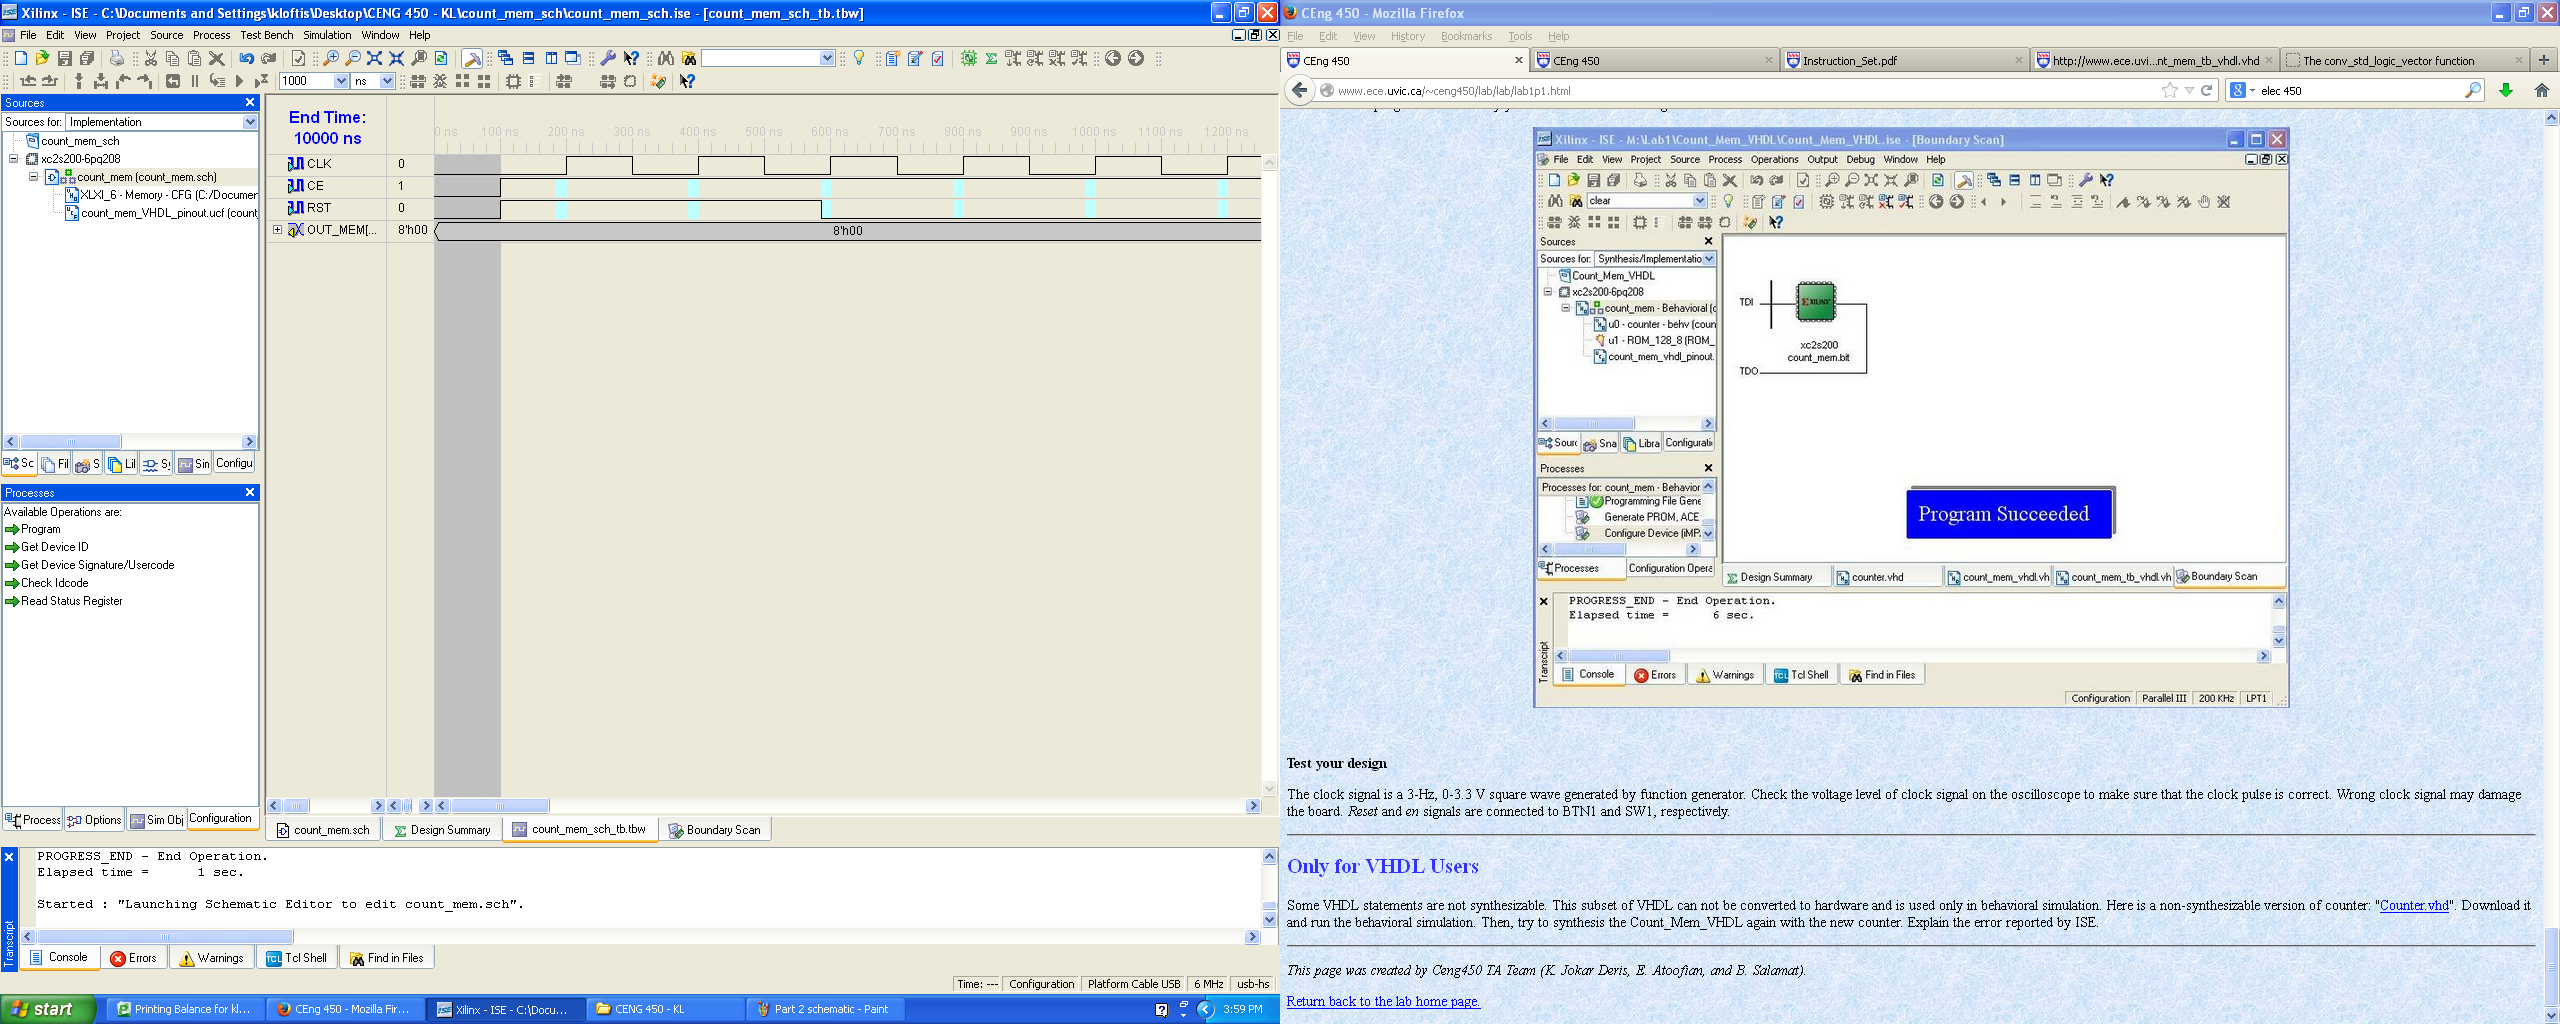 Xilinx - ISE - C:\Documents and Settings\kloftis\Desktop\CENG 450 - KL\count_mem_sch\count_mem_sch.ise - [count_mem_sch_tb.tbw]
File Edit View Project Source Process Test Bench Simulation Window Help
1000 ns
Sources
Sources for: Implementation
count_mem_sch
xc2s200-6pq208
count_mem (count_mem.sch)
XLXI_6 - Memory - CFG (C:/Documen
count_mem_VHDL_pinout.ucf (count_
Sc Fil S Lil Sy Sin Configu
Processes
Available Operations are:
Program
Get Device ID
Get Device Signature/Usercode
Check Idcode
Read Status Register
Process Options Sim Obj Configuration
End Time:
10000 ns
0 ns 100 ns 200 ns 300 ns 400 ns 500 ns 600 ns 700 ns 800 ns 900 ns 1000 ns 1100 ns 1200 ns
CLK 0
CE 1
RST 0
OUT_MEM[... 8'h00 8'h00
count_mem.sch Design Summary count_mem_sch_tb.tbw Boundary Scan
PROGRESS_END - End Operation.
Elapsed time = 1 sec.
Started : "Launching Schematic Editor to edit count_mem.sch".
Transcript
Console Errors Warnings Tcl Shell Find in Files
Time: --- Configuration Platform Cable USB 6 MHz usb-hs
start Printing Balance for kl... CEng 450 - Mozilla Fir... Xilinx - ISE - C:\Docu... CENG 450 - KL Part 2 schematic - Paint 3:59 PM
CEng 450 - Mozilla Firefox
File Edit View History Bookmarks Tools Help
CEng 450 CEng 450 Instruction_Set.pdf http://www.ece.uvi...nt_mem_tb_vhdl.vhd The conv_std_logic_vector function
www.ece.uvic.ca/~ceng450/lab/lab/lab1p1.html elec 450
Xilinx - ISE - M:\Lab1\Count_Mem_VHDL\Count_Mem_VHDL.ise - [Boundary Scan]
File Edit View Project Source Process Operations Output Debug Window Help
clear
Sources
Sources for: Synthesis/Implementatio
Count_Mem_VHDL
xc2s200-6pq208
count_mem - Behavioral (c
u0 - counter - behv (coun
u1 - ROM_128_8 (ROM_
count_mem_vhdl_pinout.
Sourc Sna Libra Configurati
Processes
Processes for: count_mem - Behavior
Programming File Gene
Generate PROM, ACE
Configure Device (iMP
Processes Configuration Opera
TDI
xc2s200
count_mem.bit
TDO
Program Succeeded
Design Summary counter.vhd count_mem_vhdl.vh count_mem_tb_vhdl.vh Boundary Scan
PROGRESS_END - End Operation.
Elapsed time = 6 sec.
Transcript
Console Errors Warnings Tcl Shell Find in Files
Configuration Parallel III 200 KHz LPT1
Test your design
The clock signal is a 3-Hz, 0-3.3 V square wave generated by function generator. Check the voltage level of clock signal on the oscilloscope to make sure that the clock pulse is correct. Wrong clock signal may damage
the board. Reset and en signals are connected to BTN1 and SW1, respectively.
Only for VHDL Users
Some VHDL statements are not synthesizable. This subset of VHDL can not be converted to hardware and is used only in behavioral simulation. Here is a non-synthesizable version of counter: "Counter.vhd". Download it
and run the behavioral simulation. Then, try to synthesis the Count_Mem_VHDL again with the new counter. Explain the error reported by ISE.
This page was created by Ceng450 TA Team (K. Jokar Deris, E. Atoofian, and B. Salamat).
Return back to the lab home page.